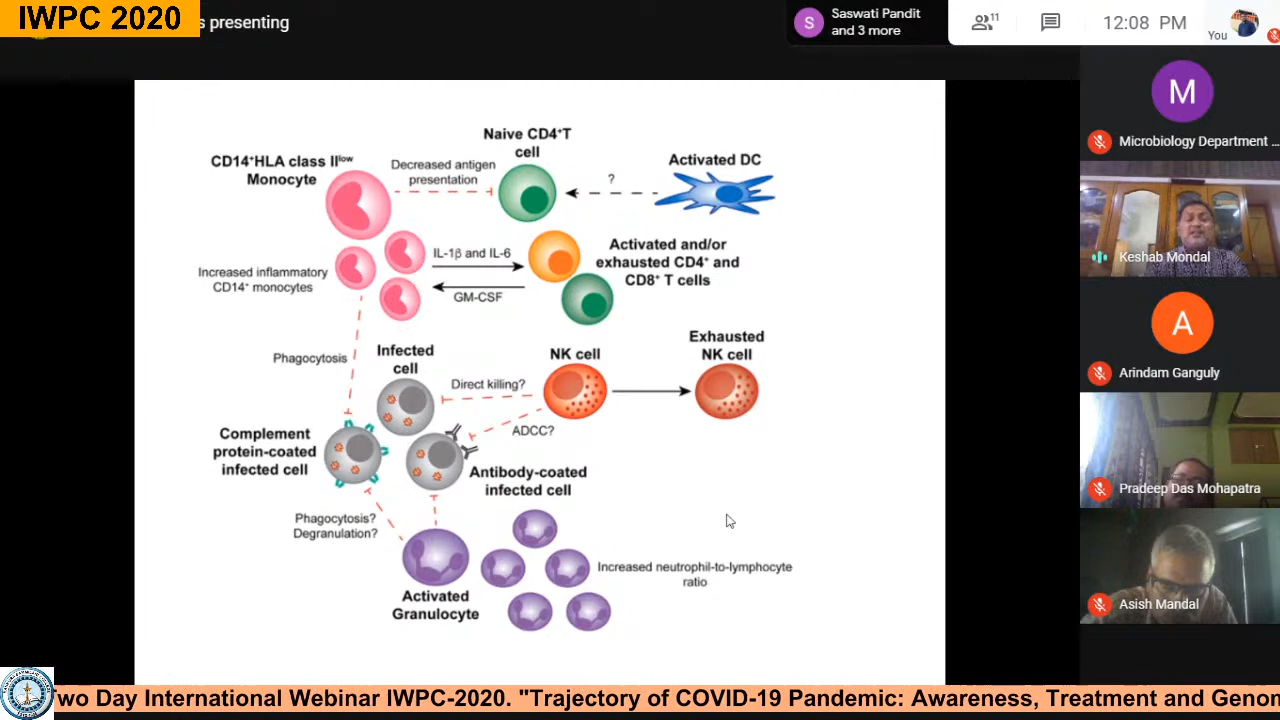 IWPC 2020
s presenting
S
Saswati Pandit
and 3 more
11
12:08 PM
You
CD14⁺HLA class IIˡᵒʷ
Monocyte
Decreased antigen
presentation
Naive CD4⁺T
cell
?
Activated DC
Increased inflammatory
CD14⁺ monocytes
IL-1β and IL-6
GM-CSF
Activated and/or
exhausted CD4⁺ and
CD8⁺ T cells
Phagocytosis
Infected
cell
Direct killing?
NK cell
Exhausted
NK cell
ADCC?
Complement
protein-coated
infected cell
Antibody-coated
infected cell
Phagocytosis?
Degranulation?
Activated
Granulocyte
Increased neutrophil-to-lymphocyte
ratio
M
Microbiology Department ...
Keshab Mondal
A
Arindam Ganguly
Pradeep Das Mohapatra
Asish Mandal
Two Day International Webinar IWPC-2020. "Trajectory of COVID-19 Pandemic: Awareness, Treatment and Genon